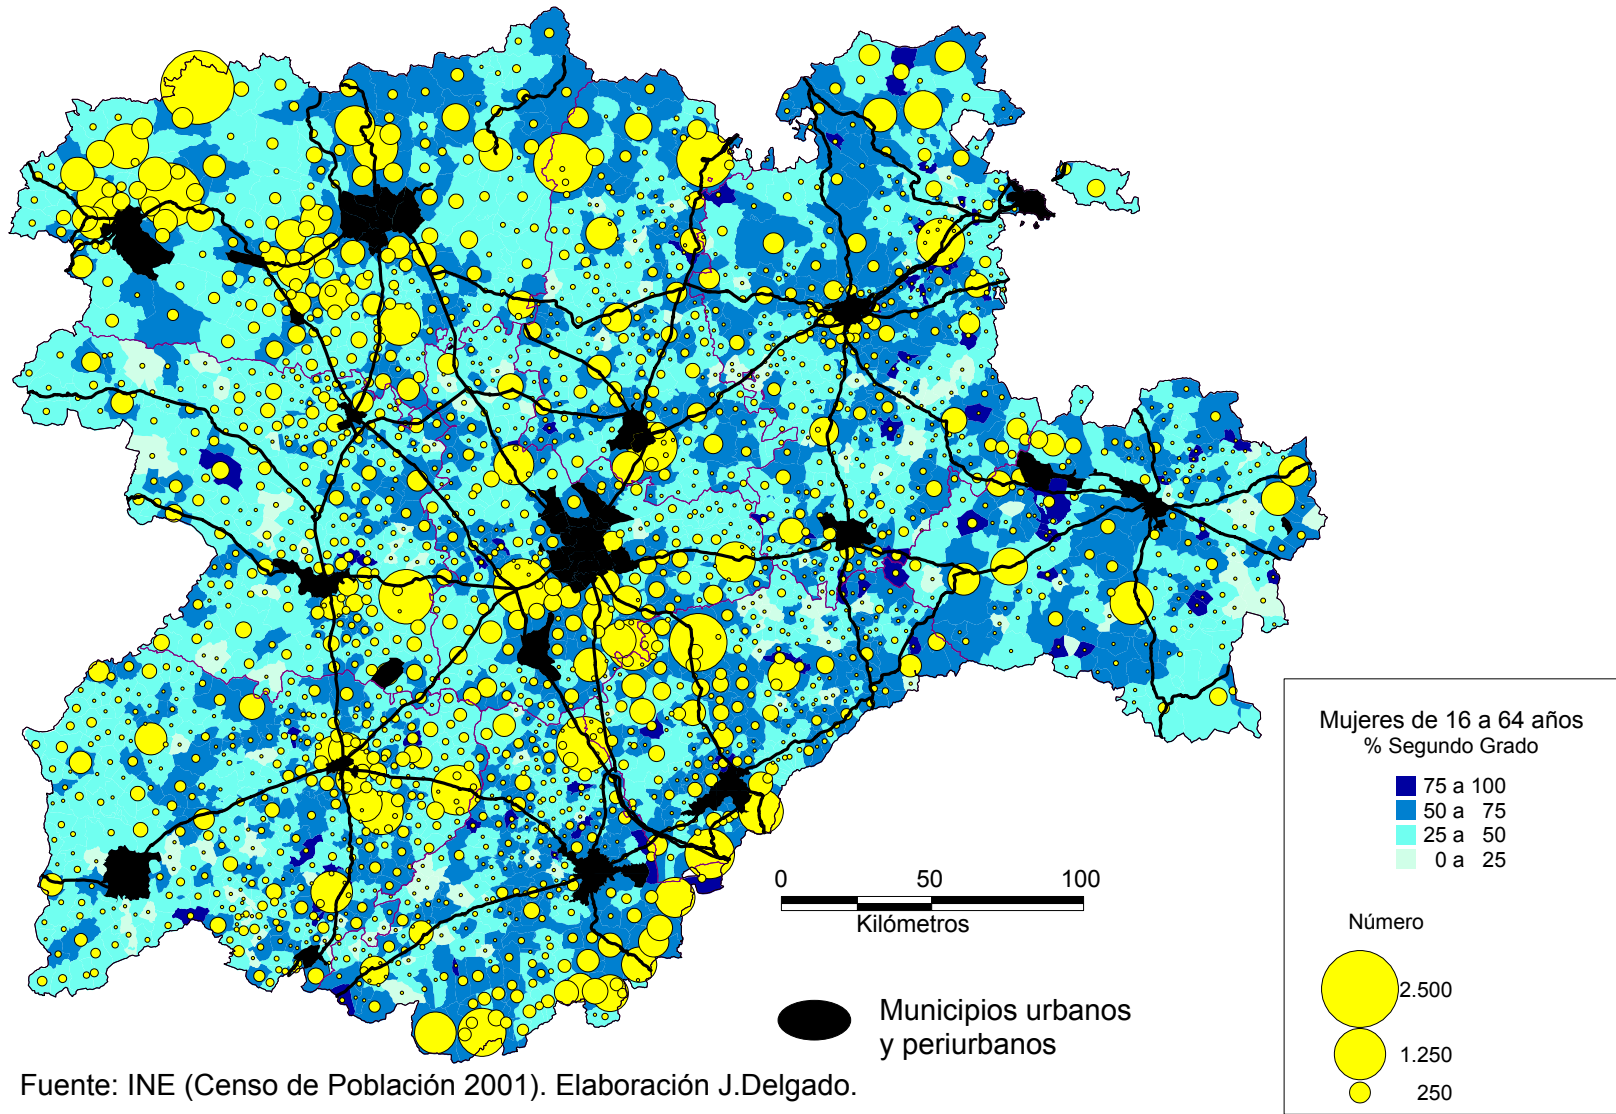 Mujeres de 16 a 64 años
% Segundo Grado
75 a 100
50 a 75
25 a 50
0 a 25
Número
2.500
1.250
250
0 50 100
Kilómetros
Municipios urbanos
y periurbanos
Fuente: INE (Censo de Población 2001). Elaboración J.Delgado.